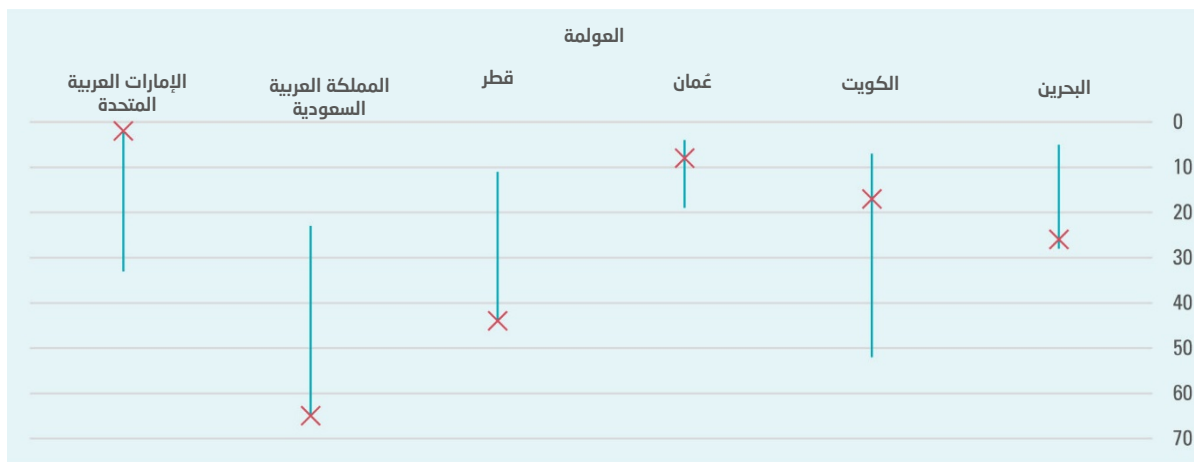 العولمة
البحرين
الكويت
عُمان
قطر
المملكة العربية
السعودية
الإمارات العربية
المتحدة
0
10
20
30
40
50
60
70